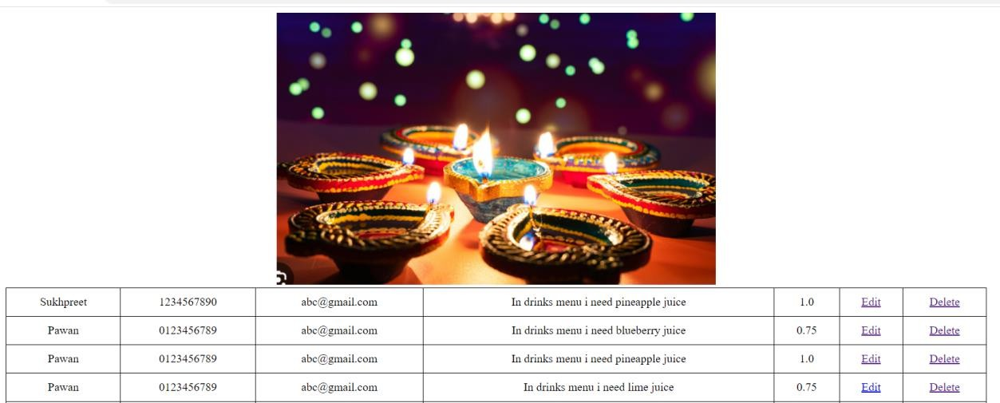 Sukhpreet 1234567890 abc@gmail.com In drinks menu i need pineapple juice 1.0 Edit Delete
Pawan 0123456789 abc@gmail.com In drinks menu i need blueberry juice 0.75 Edit Delete
Pawan 0123456789 abc@gmail.com In drinks menu i need pineapple juice 1.0 Edit Delete
Pawan 0123456789 abc@gmail.com In drinks menu i need lime juice 0.75 Edit Delete